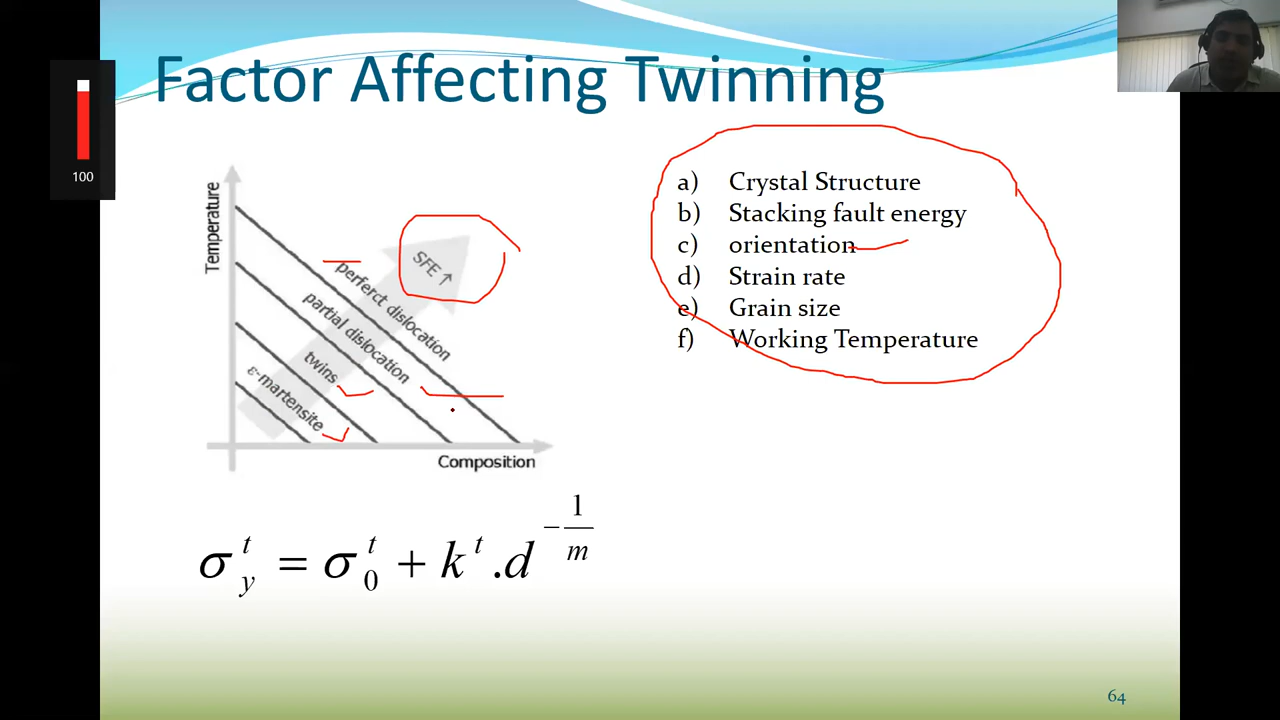 Factor Affecting Twinning
100
Temperature
SFE ↑
perferct dislocation
partial dislocation
twins
ε-martensite
Composition
a) Crystal Structure
b) Stacking fault energy
c) orientation
d) Strain rate
e) Grain size
f) Working Temperature
σ_y^t = σ_0^t + k^t .d^{-1/m}
64